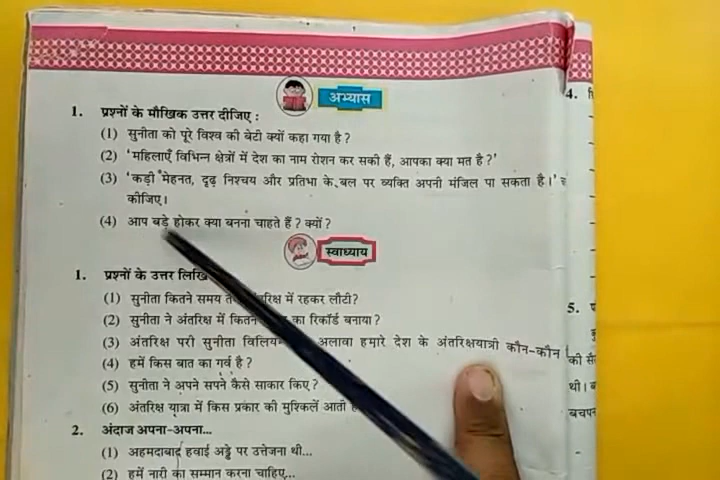 अभ्यास
1. प्रश्नों के मौखिक उत्तर दीजिए :
(1) सुनीता को पूरे विश्व की बेटी क्यों कहा गया है ?
(2) 'महिलाएँ विभिन्न क्षेत्रों में देश का नाम रोशन कर सकी हैं, आपका क्या मत है ?'
(3) 'कड़ी मेहनत, दृढ़ निश्चय और प्रतिभा के बल पर व्यक्ति अपनी मंजिल पा सकता है।'
कीजिए।
(4) आप बड़े होकर क्या बनना चाहते हैं ? क्यों ?
स्वाध्याय
1. प्रश्नों के उत्तर
(1) सुनीता कितने समय में रहकर लौटी?
(2) सुनीता ने अंतरिक्ष में का रिकॉर्ड बनाया ?
(3) अंतरिक्ष परी सुनीता अलावा हमारे देश के अंतरिक्षयात्री कौन-कौन
(4) हमें किस बात का गर्व है ?
(5) सुनीता ने अपने सपने कैसे साकार किए ?
(6) अंतरिक्ष यात्रा में किस प्रकार की मुश्किलें आती
2. अंदाज अपना-अपना...
(1) अहमदाबाद हवाई अड्डे पर उत्तेजना थी...
(2) हमें नारी का सम्मान करना चाहिए...
4.
5.
की
थी।